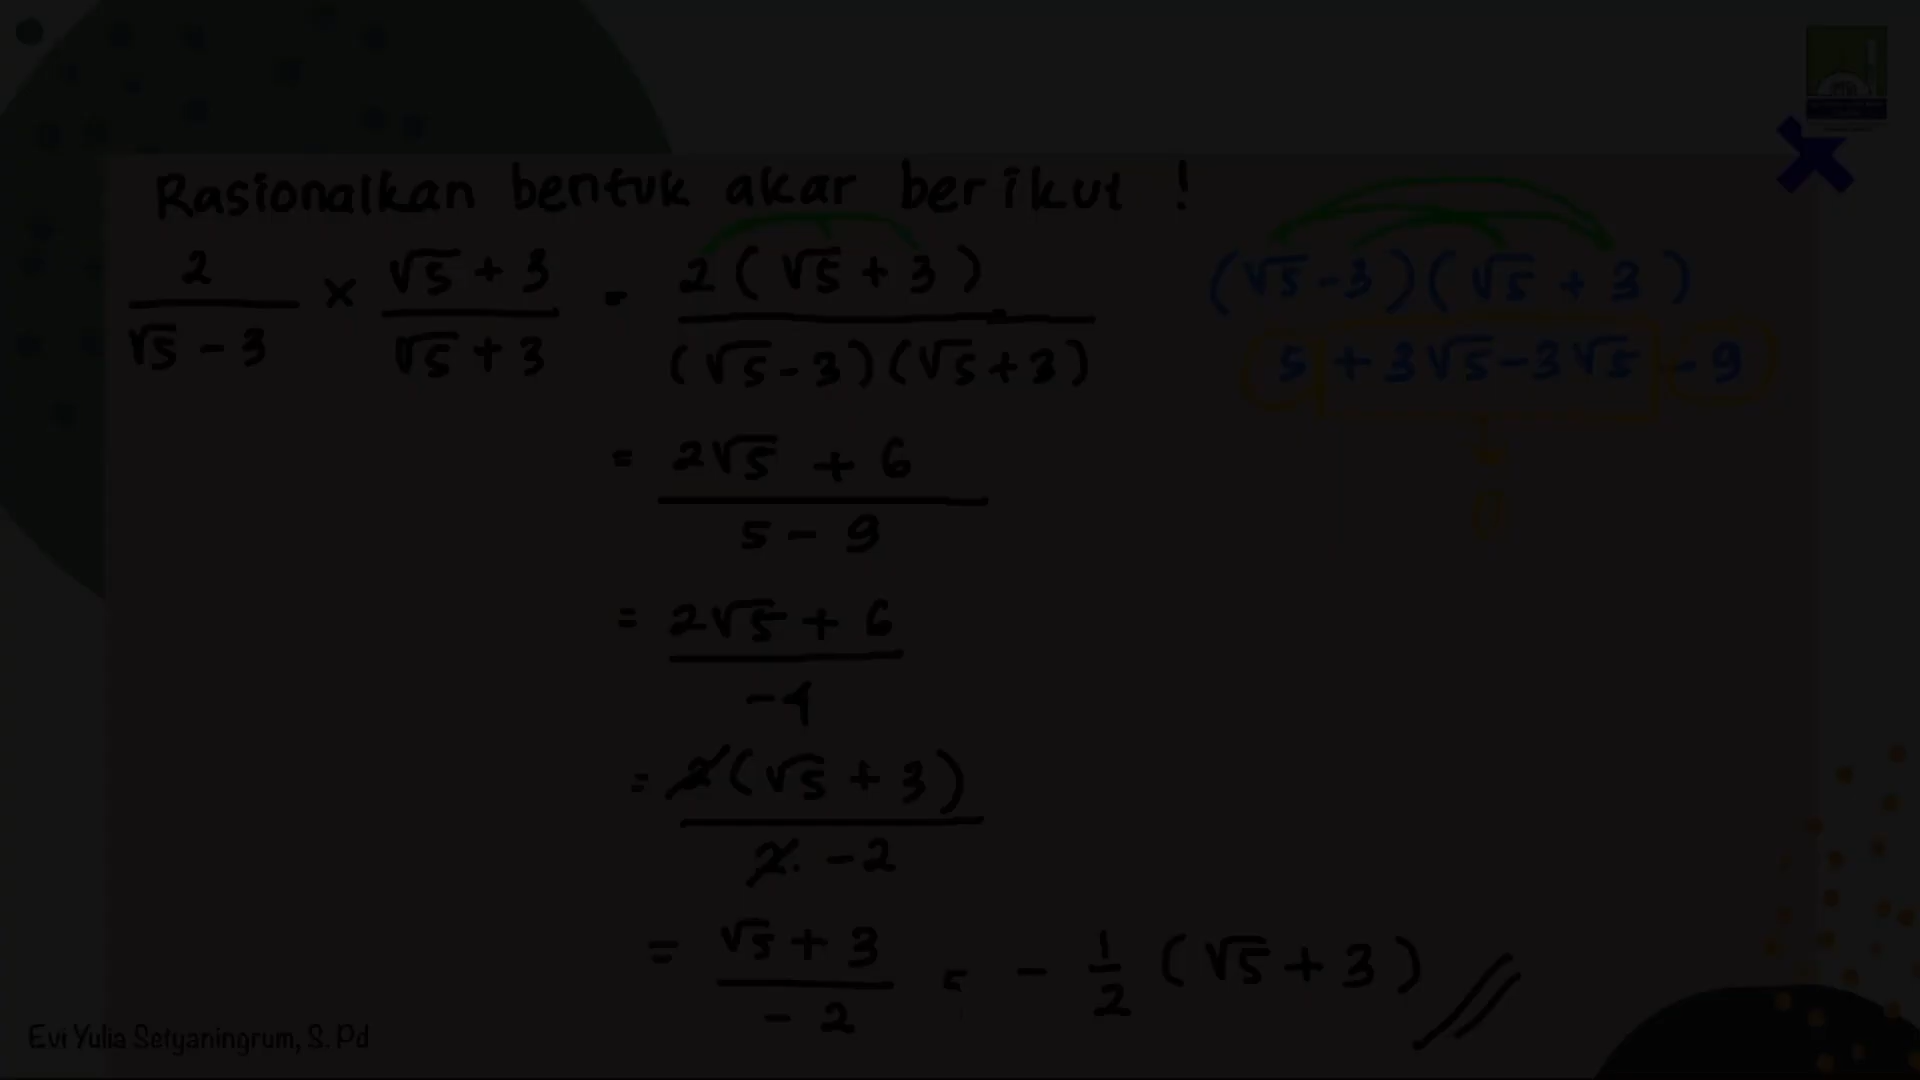 Rasionalkan bentuk akar berikut !
2/(√5 - 3) × (√5 + 3)/(√5 + 3) = 2(√5 + 3)/((√5 - 3)(√5 + 3))
(√5 - 3)(√5 + 3)
5 + 3√5 - 3√5 - 9
0
= (2√5 + 6)/(5 - 9)
= (2√5 + 6)/(-4)
= 2(√5 + 3)/(2 . -2)
= (√5 + 3)/(-2) = - 1/2 (√5 + 3)
Evi Yulia Setyaningrum, S. Pd